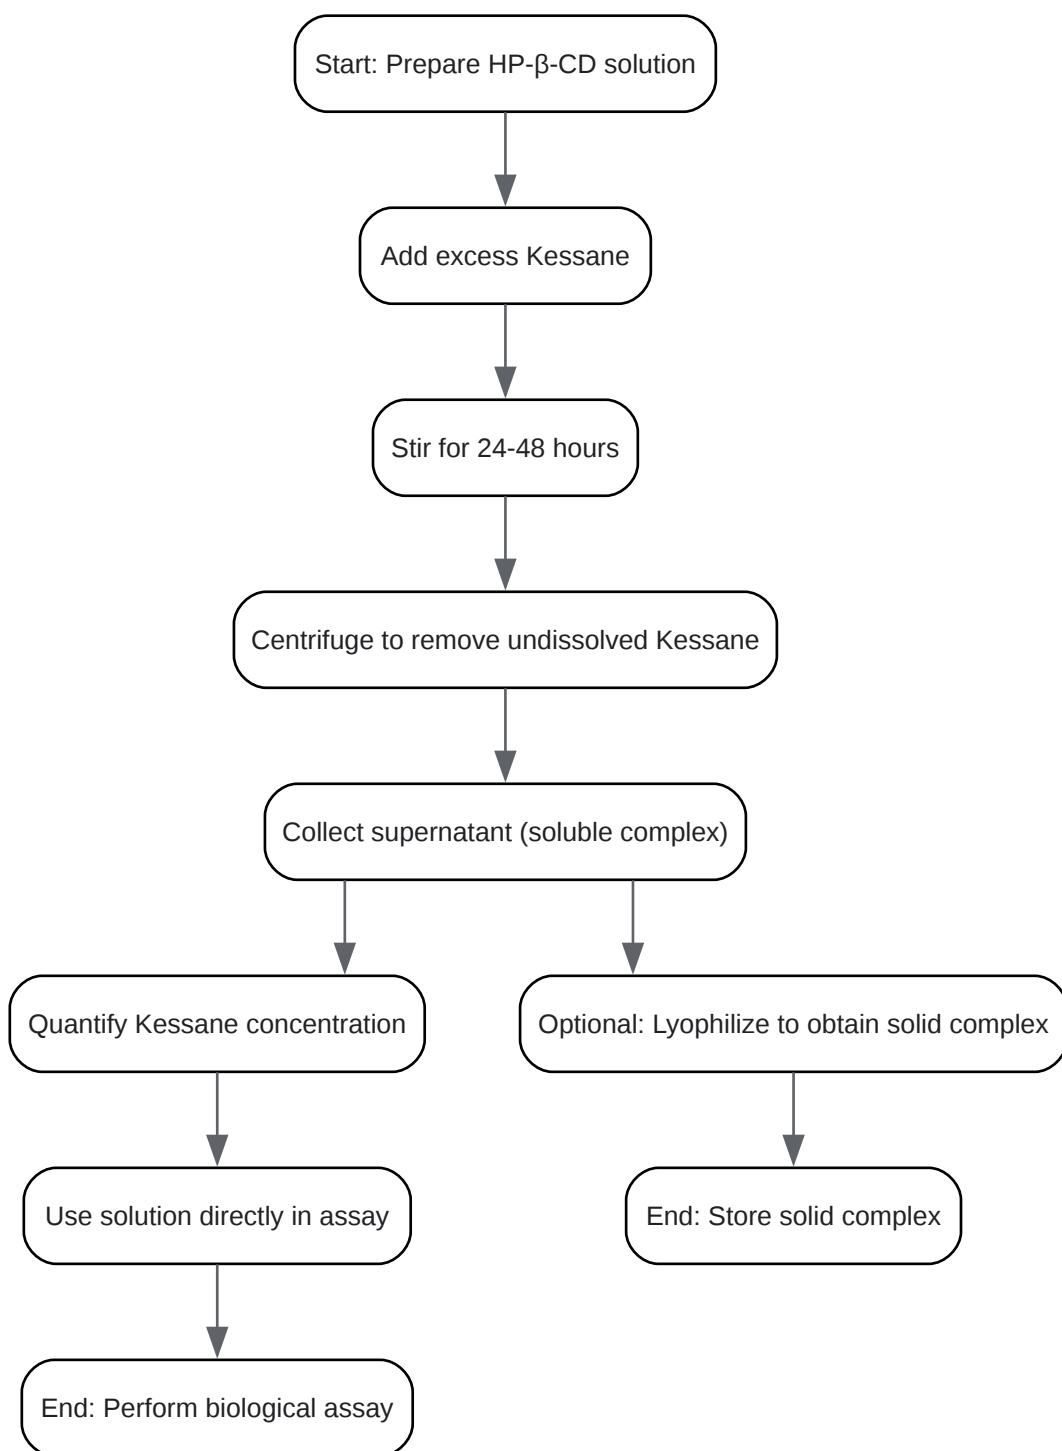 Start: Prepare HP-β-CD solution
Add excess Kessane
Stir for 24-48 hours
Centrifuge to remove undissolved Kessane
Collect supernatant (soluble complex)
Quantify Kessane concentration
Optional: Lyophilize to obtain solid complex
Use solution directly in assay
End: Store solid complex
End: Perform biological assay